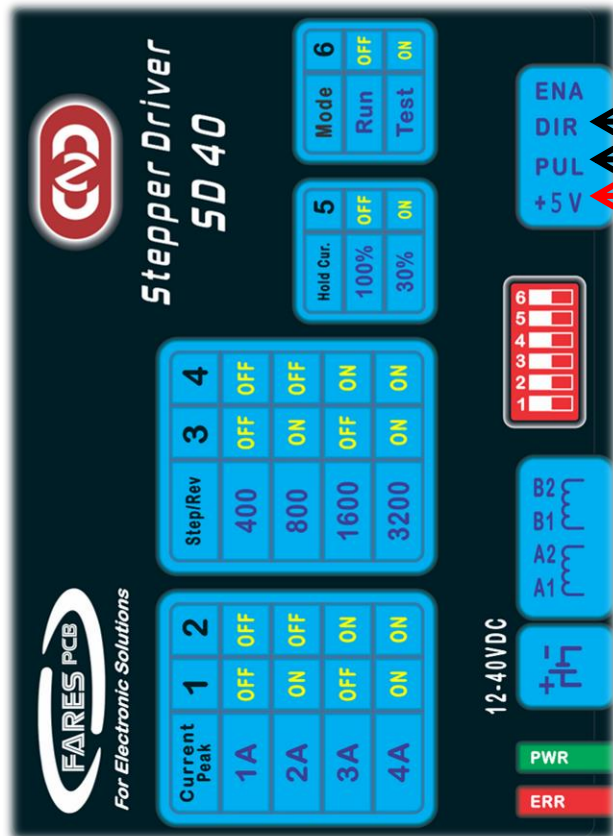 FARES PCB
For Electronic Solutions
CNC
Stepper Driver
SD 40
Current Peak 1 2
1A OFF OFF
2A ON OFF
3A OFF ON
4A ON ON
Step/Rev 3 4
400 OFF OFF
800 ON OFF
1600 OFF ON
3200 ON ON
Hold Cur. 5
100% OFF
30% ON
Mode 6
Run OFF
Test ON
ERR
PWR
12-40VDC
+ -
A1 A2 B1 B2
1 2 3 4 5 6
+5V
PUL
DIR
ENA